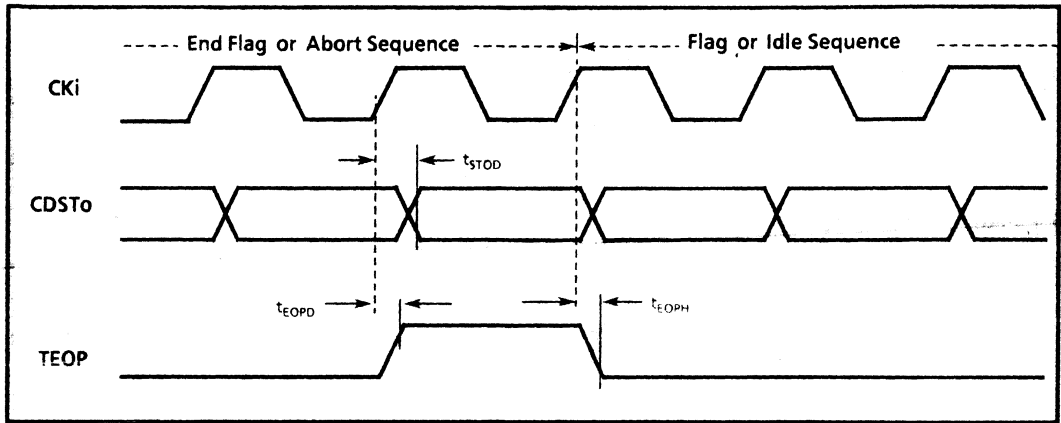 End Flag or Abort Sequence
Flag or Idle Sequence
CKi
tSTOD
CDSTo
tEOPD
tEOPH
TEOP